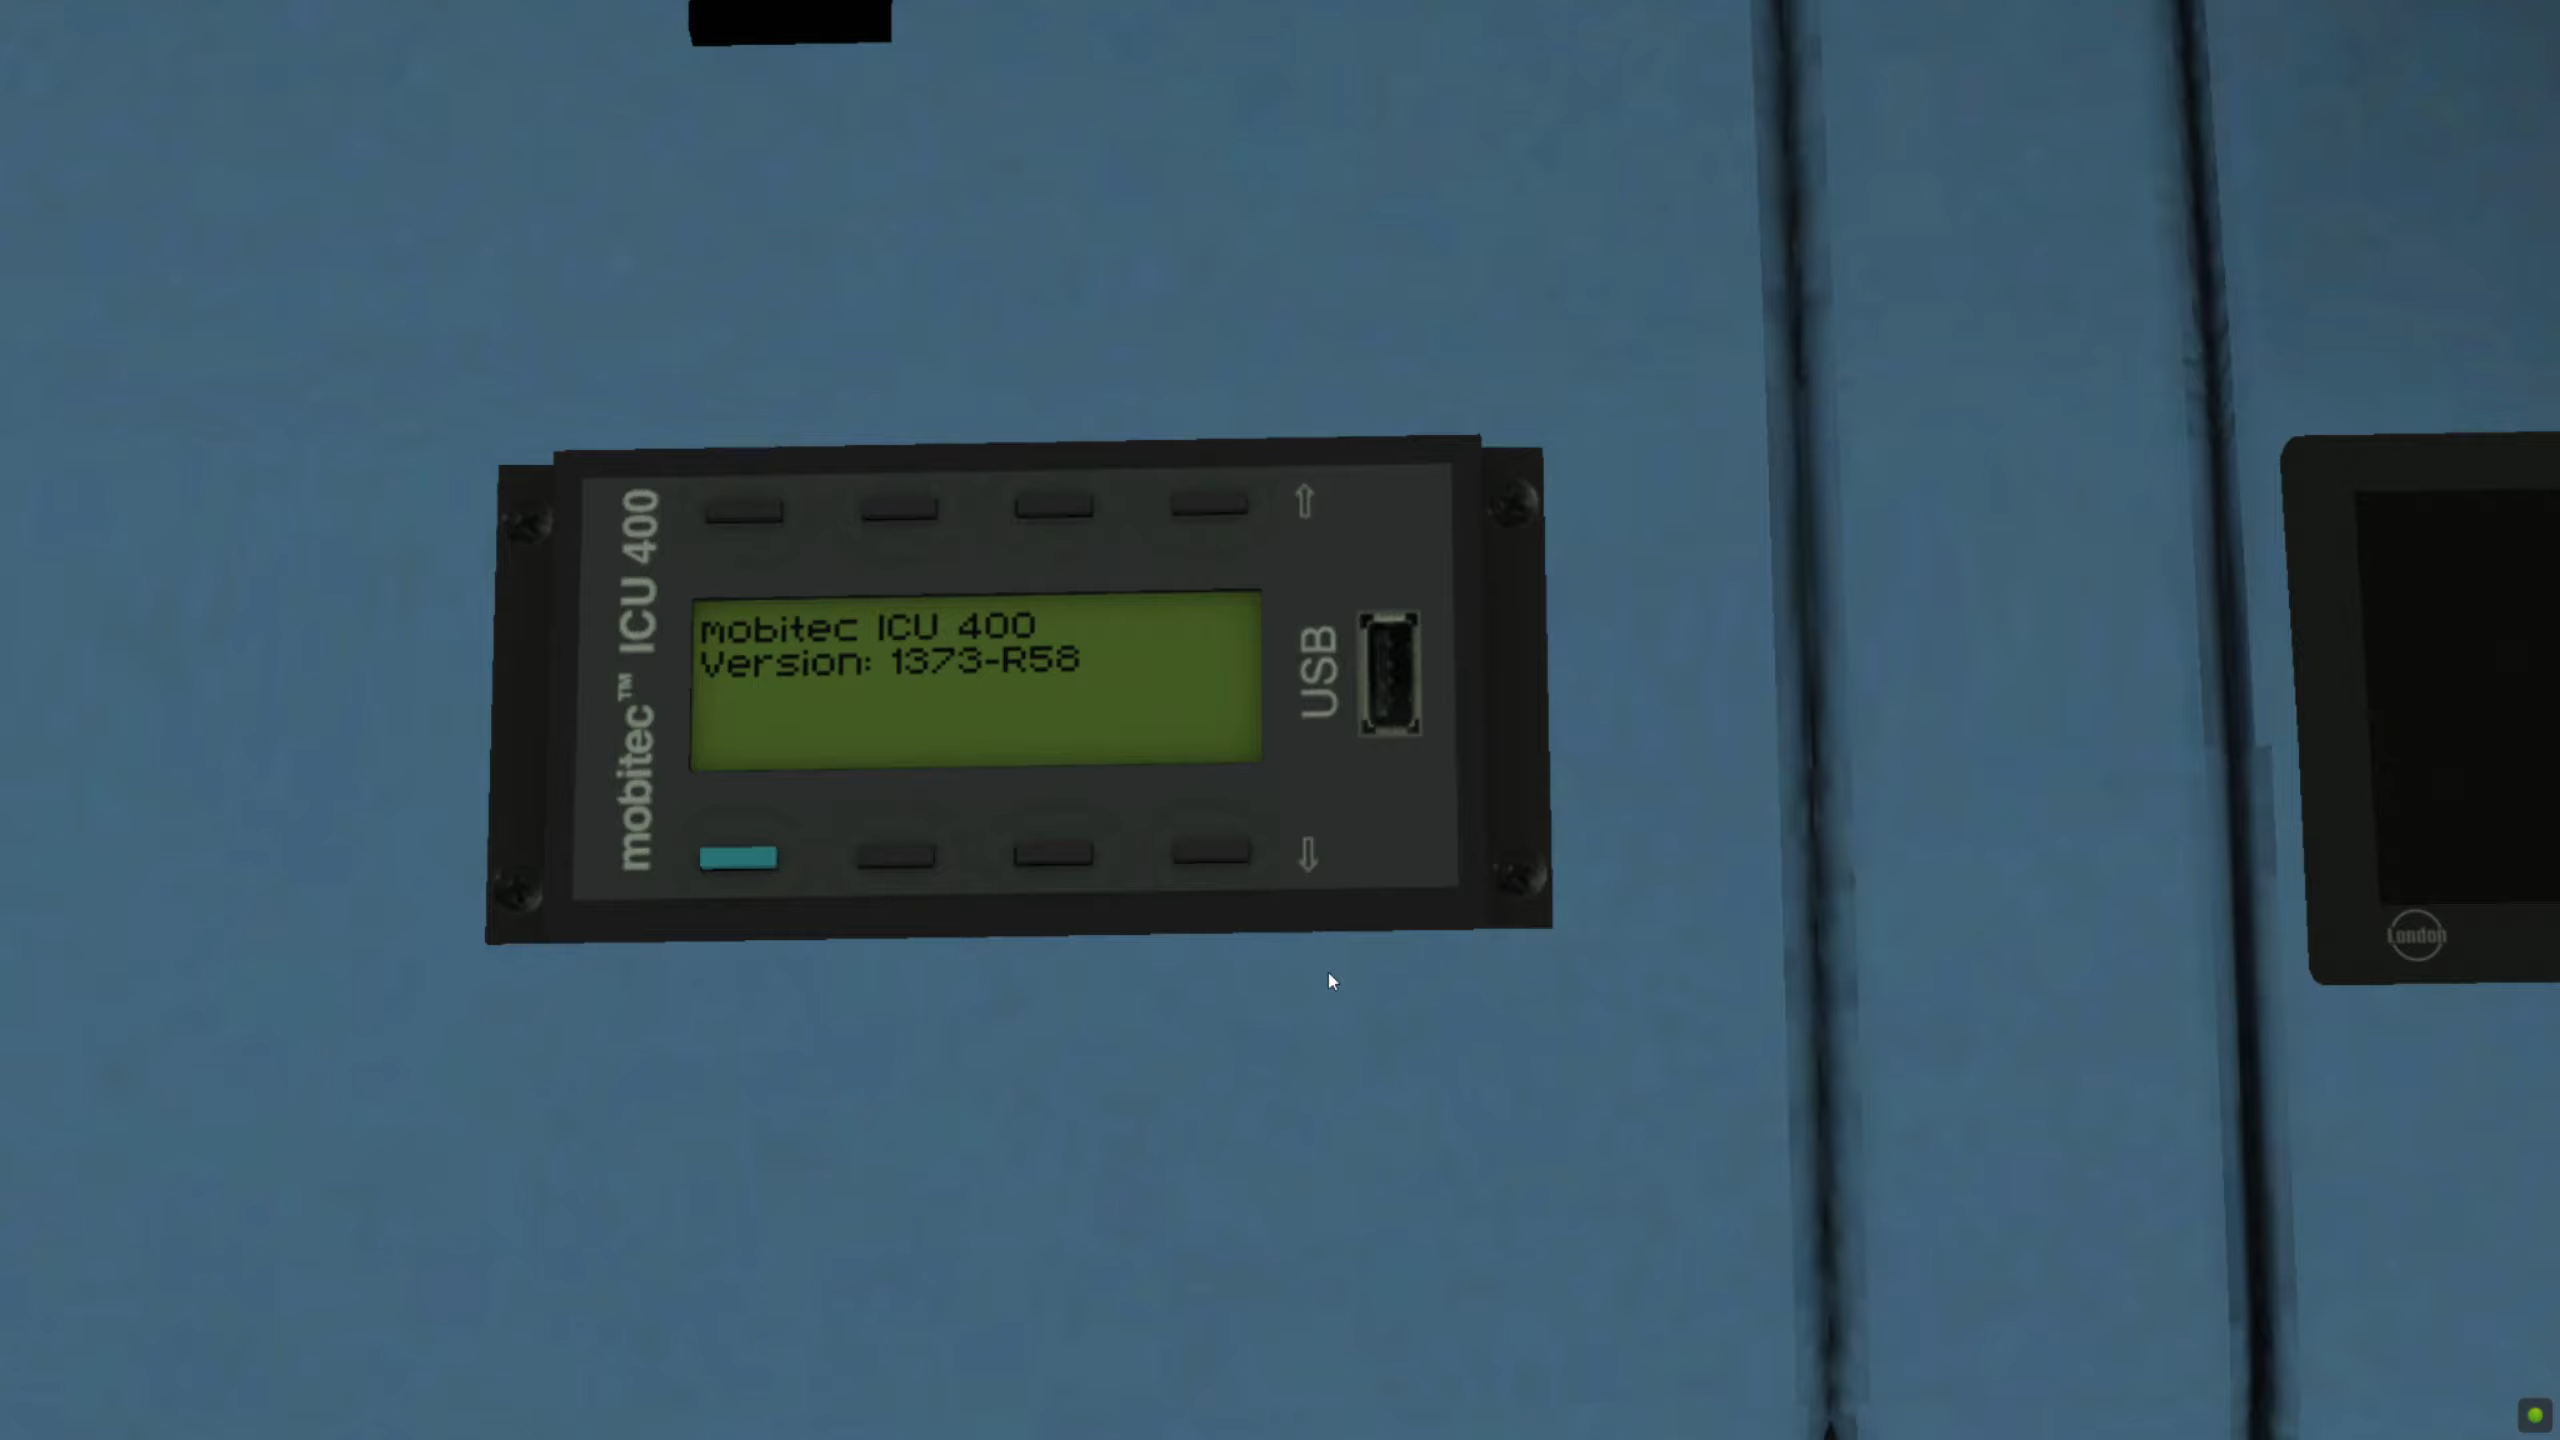 mobitec™ ICU 400
mobitec ICU 400
Version: 1373-R58
USB
London